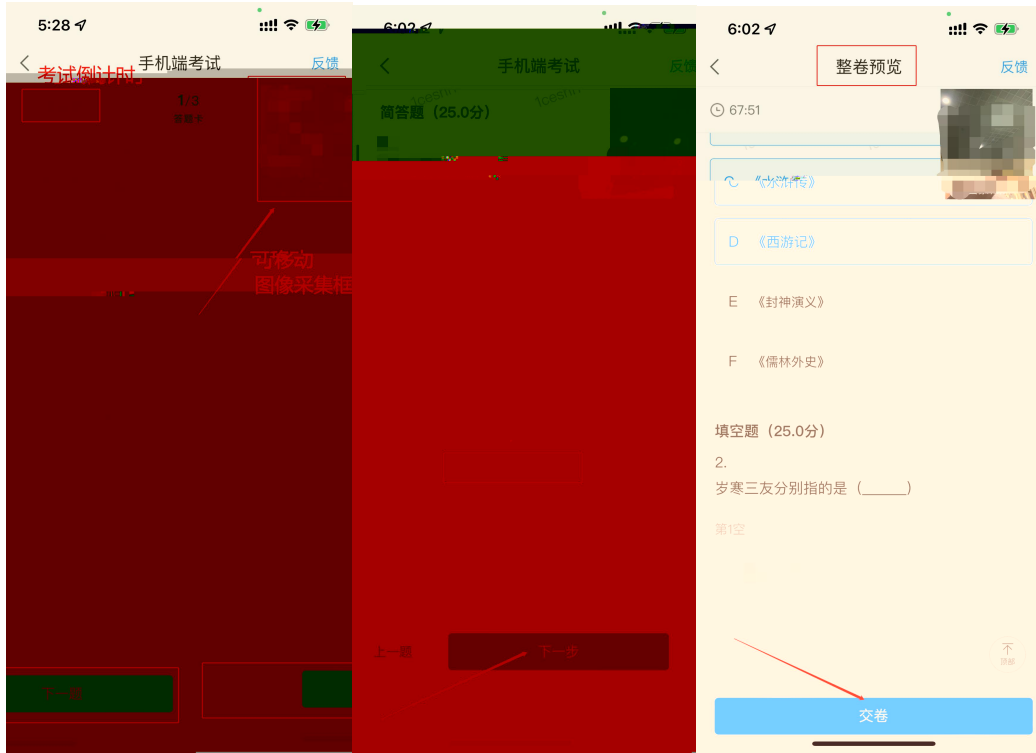 5:28
手机端考试
反馈
考试倒计时
1/3
可移动
图像采集框
下一题
6:02
手机端考试
反馈
简答题（25.0分）
上一题
下一步
6:02
整卷预览
反馈
67:51
C 《水浒传》
D 《西游记》
E 《封神演义》
F 《儒林外史》
填空题（25.0分）
2.
岁寒三友分别指的是（______）
第1空
顶部
交卷